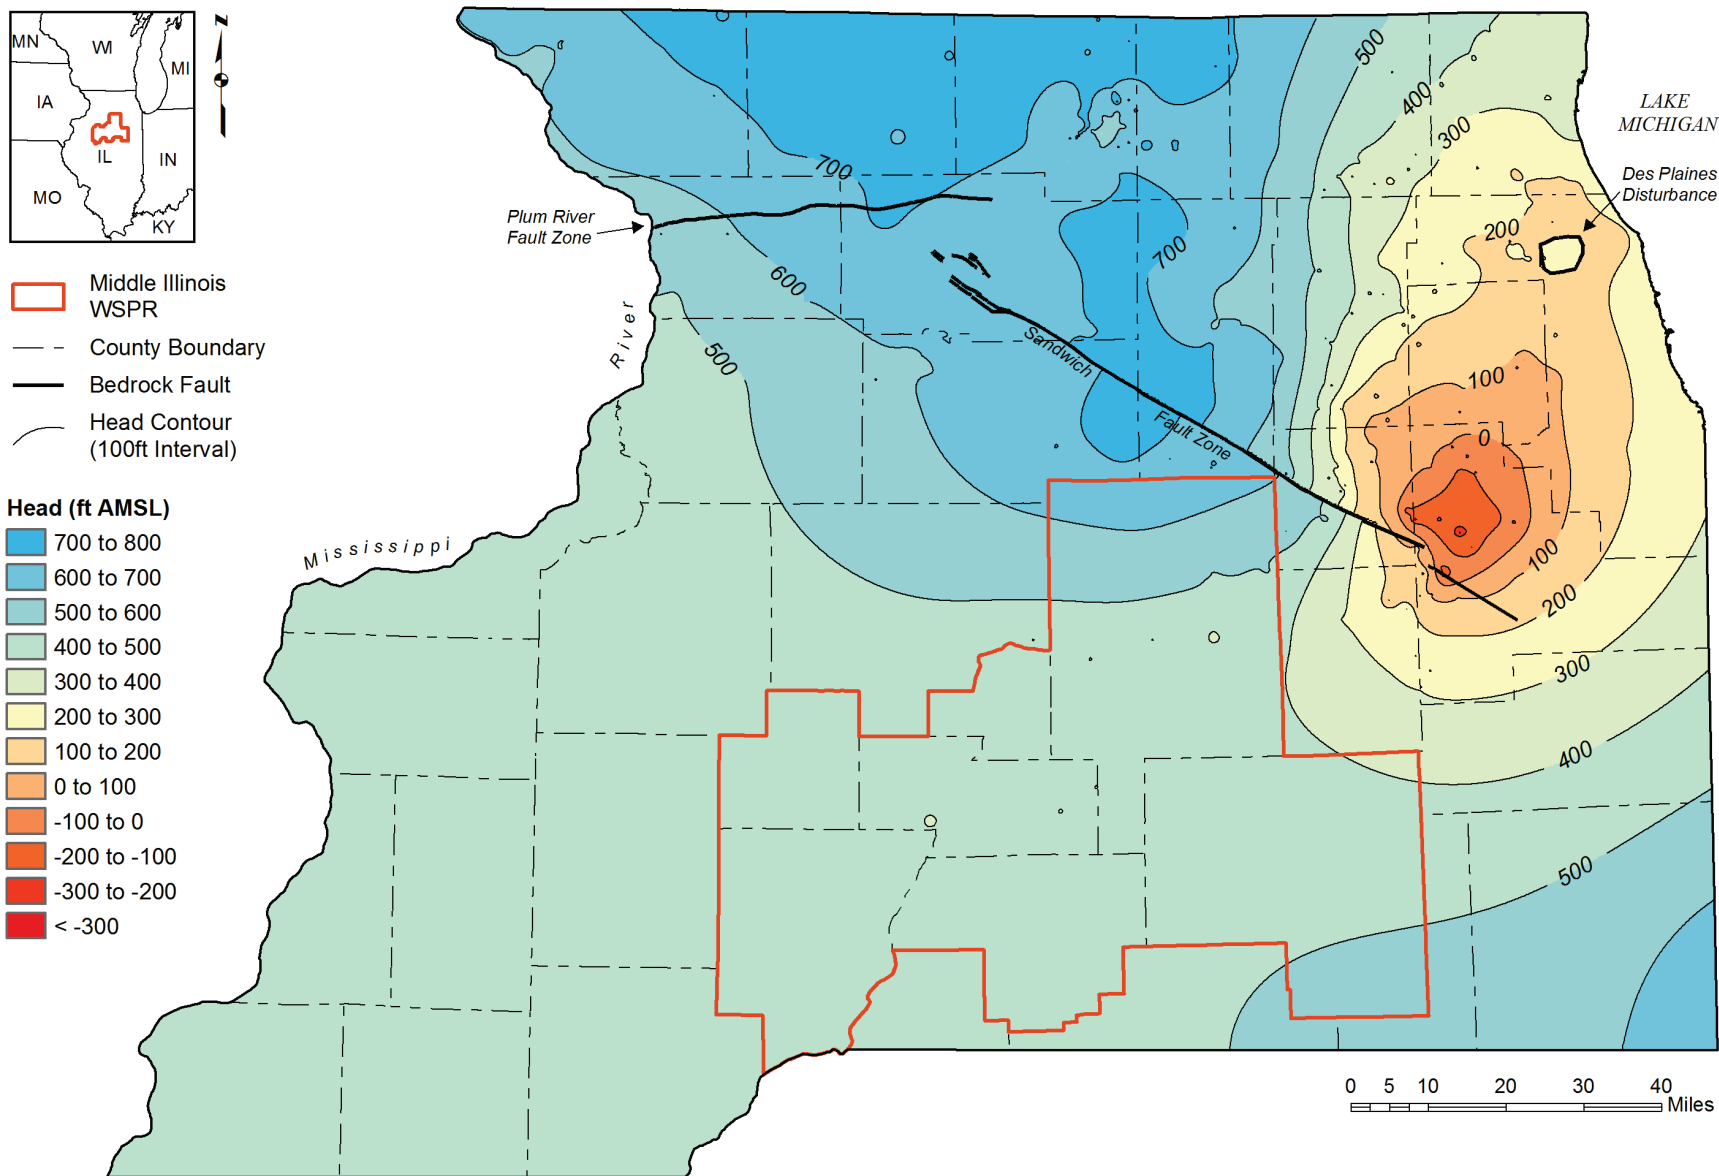 MN
WI
MI
IA
IL
IN
MO
KY
N
Middle Illinois
WSPR
County Boundary
Bedrock Fault
Head Contour
(100ft Interval)
Head (ft AMSL)
700 to 800
600 to 700
500 to 600
400 to 500
300 to 400
200 to 300
100 to 200
0 to 100
-100 to 0
-200 to -100
-300 to -200
< -300
Plum River
Fault Zone
Mississippi
River
Sandwich
Fault Zone
LAKE
MICHIGAN
Des Plaines
Disturbance
700
600
500
700
500
400
300
200
100
0
100
200
300
400
500
0 5 10 20 30 40
Miles